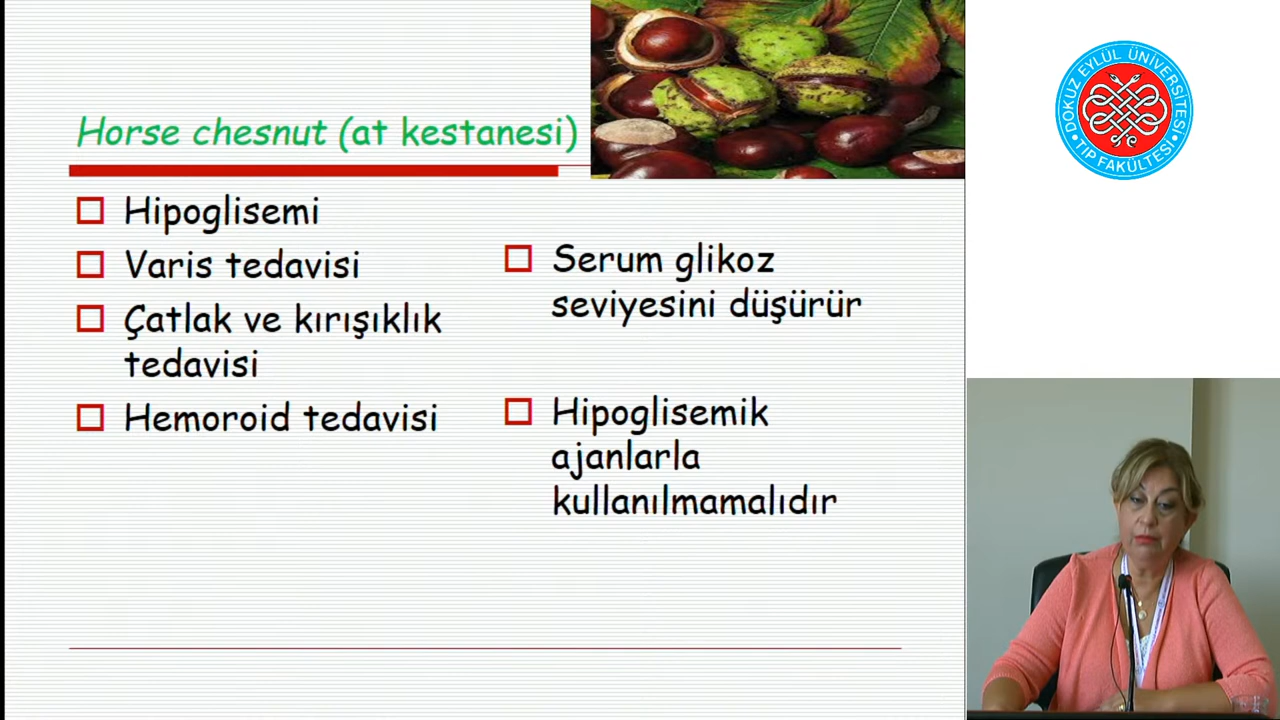 Horse chesnut (at kestanesi)
Hipoglisemi
Varis tedavisi
Çatlak ve kırışıklık
tedavisi
Hemoroid tedavisi
Serum glikoz
seviyesini düşürür
Hipoglisemik
ajanlarla
kullanılmamalıdır
DOKUZ EYLÜL ÜNİVERSİTESİ
TIP FAKÜLTESİ